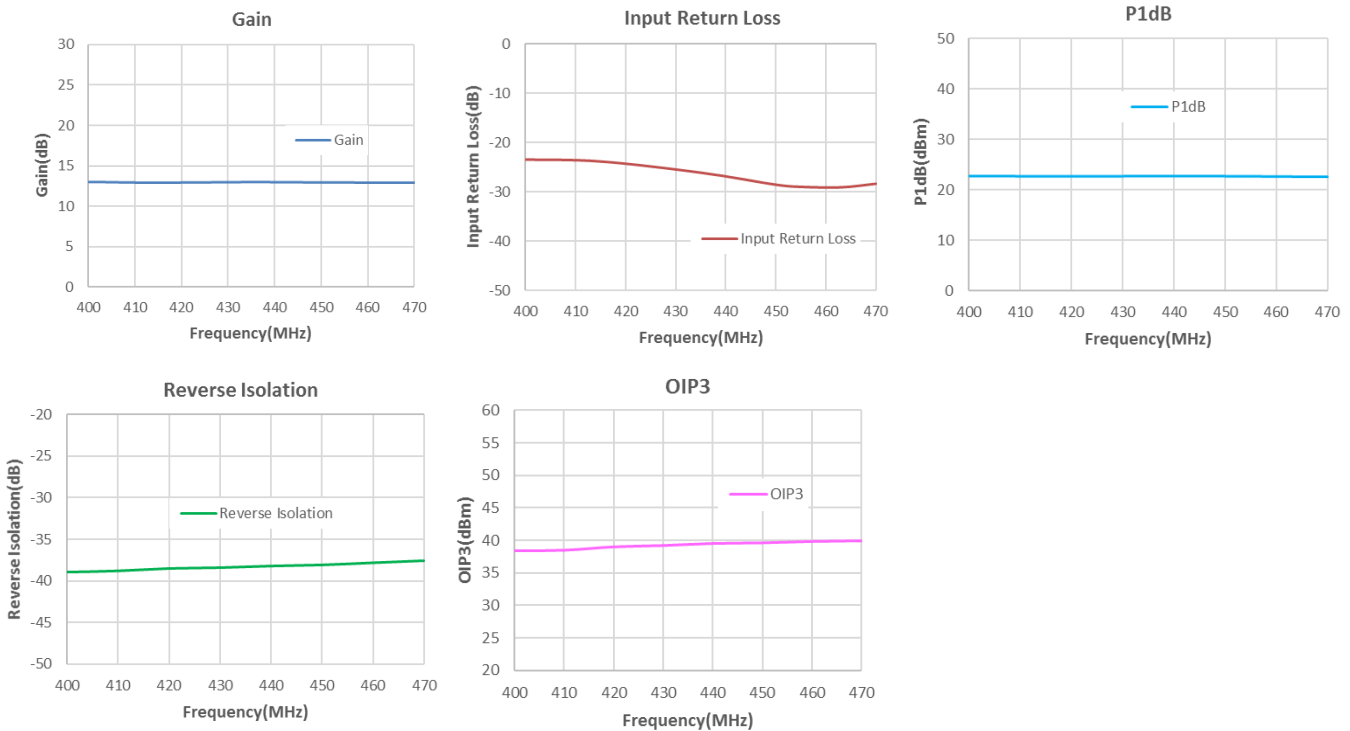 Gain
30
25
20
15
10
5
0
Gain(dB)
Gain
400 410 420 430 440 450 460 470
Frequency(MHz)
Input Return Loss
0
-10
-20
-30
-40
-50
Input Return Loss(dB)
Input Return Loss
400 410 420 430 440 450 460 470
Frequency(MHz)
P1dB
50
40
30
20
10
0
P1dB(dBm)
P1dB
400 410 420 430 440 450 460 470
Frequency(MHz)
Reverse Isolation
-20
-25
-30
-35
-40
-45
-50
Reverse Isolation(dB)
Reverse Isolation
400 410 420 430 440 450 460 470
Frequency(MHz)
OIP3
60
55
50
45
40
35
30
25
20
OIP3(dBm)
OIP3
400 410 420 430 440 450 460 470
Frequency(MHz)